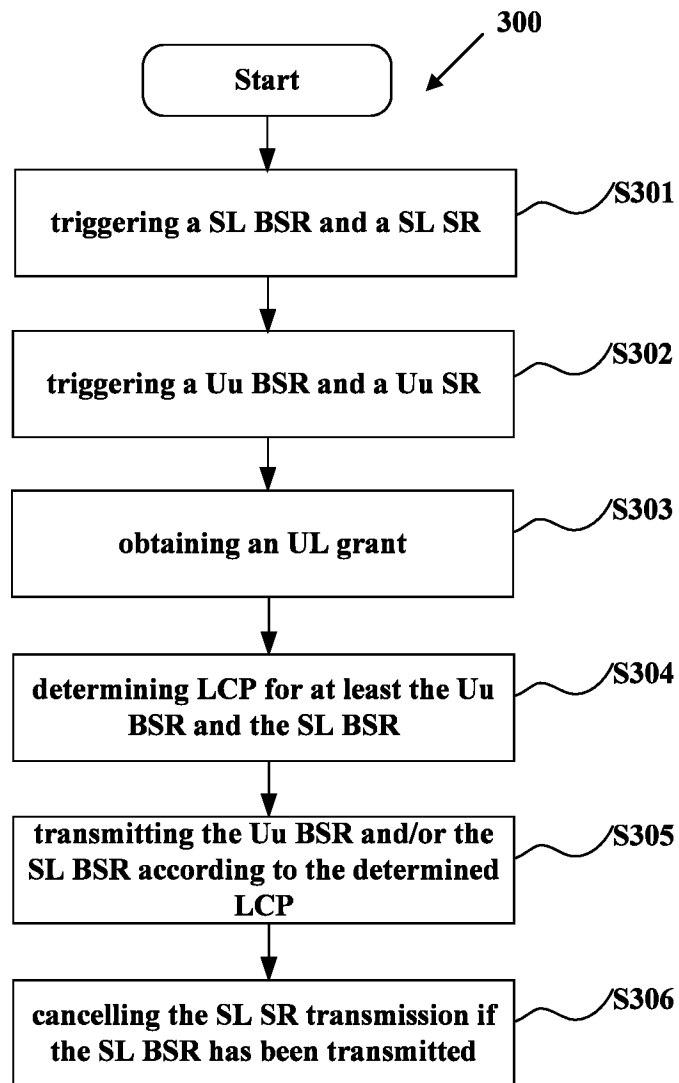 300
Start
triggering a SL BSR and a SL SR
S301
triggering a Uu BSR and a Uu SR
S302
obtaining an UL grant
S303
determining LCP for at least the Uu
BSR and the SL BSR
S304
transmitting the Uu BSR and/or the
SL BSR according to the determined
LCP
S305
cancelling the SL SR transmission if
the SL BSR has been transmitted
S306